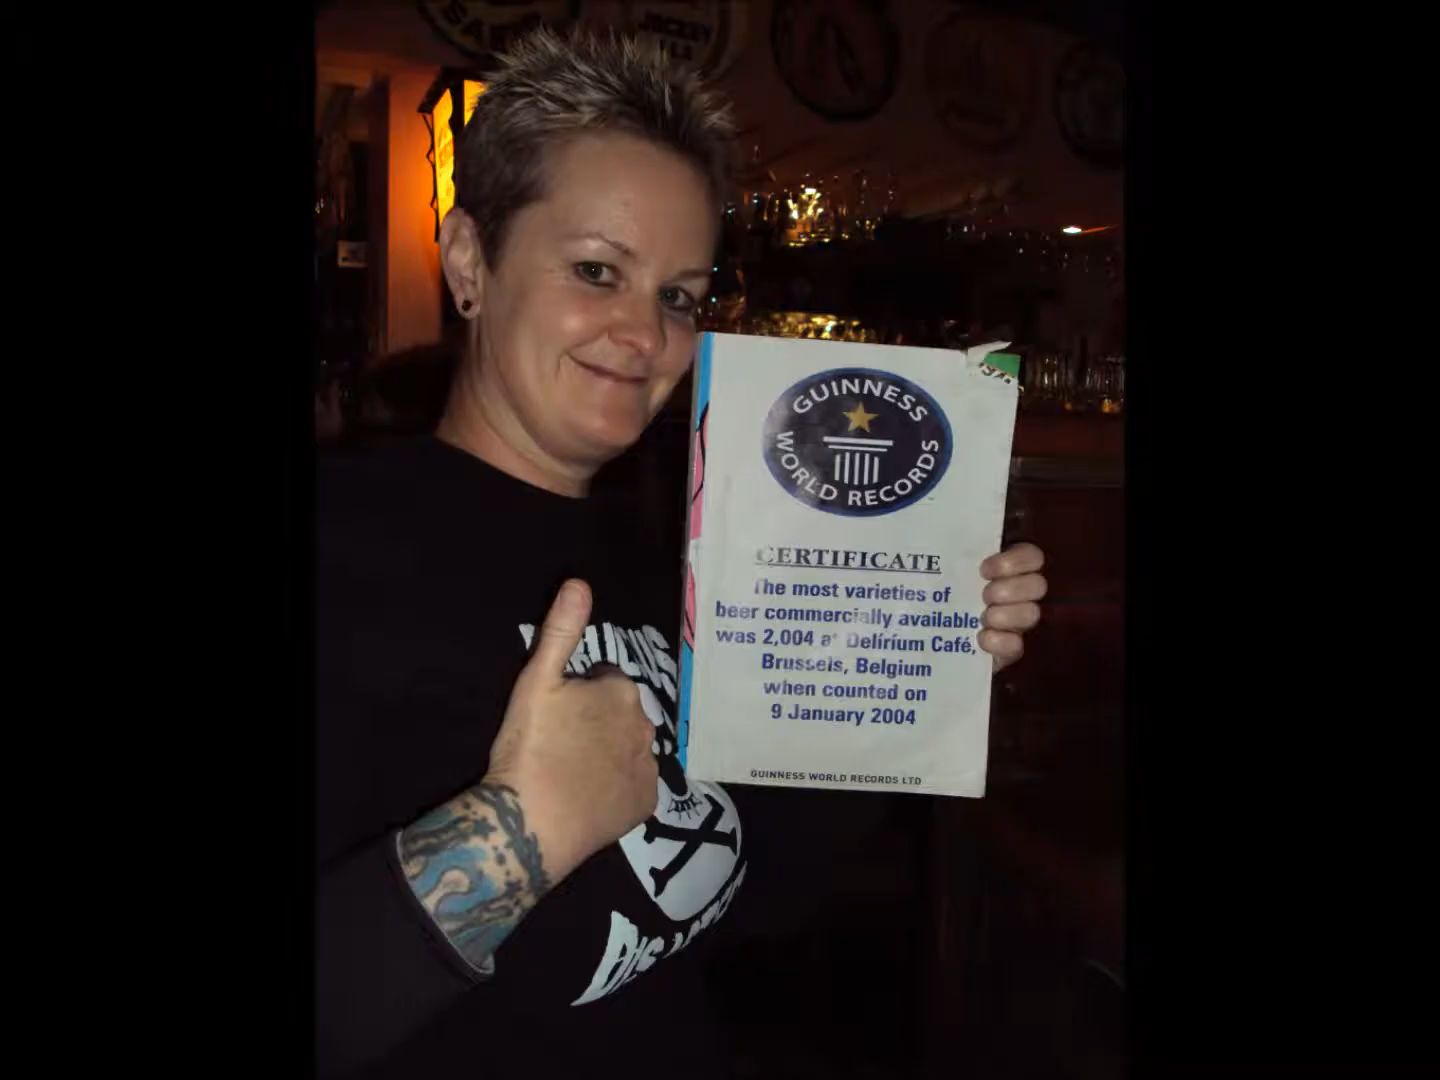 GUINNESS
WORLD RECORDS
CERTIFICATE
The most varieties of
beer commercially available
was 2,004 at Delirium Café,
Brussels, Belgium
when counted on
9 January 2004
GUINNESS WORLD RECORDS LTD